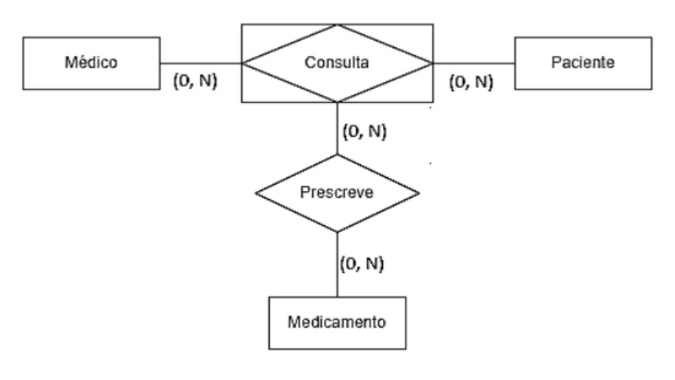 Médico
(0, N)
Consulta
(0, N)
Paciente
(0, N)
Prescreve
(0, N)
Medicamento